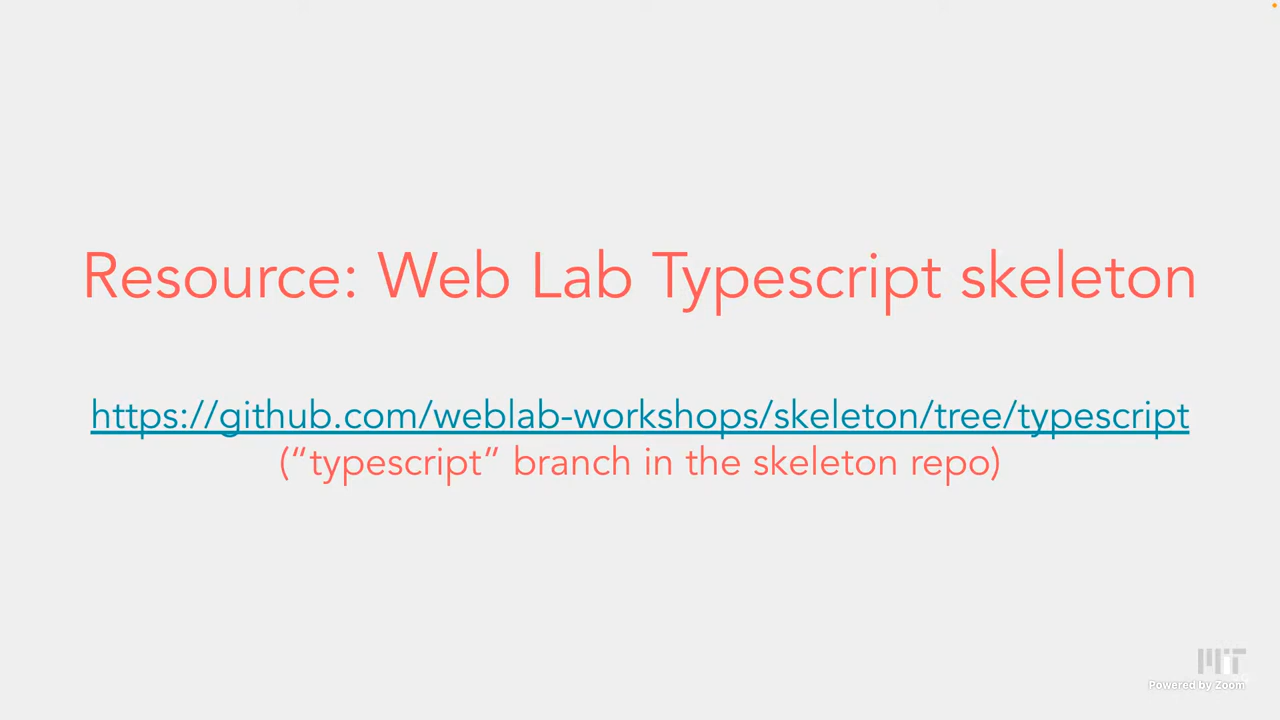 Resource: Web Lab Typescript skeleton
https://github.com/weblab-workshops/skeleton/tree/typescript
(“typescript” branch in the skeleton repo)
MIT
Powered by Zoom